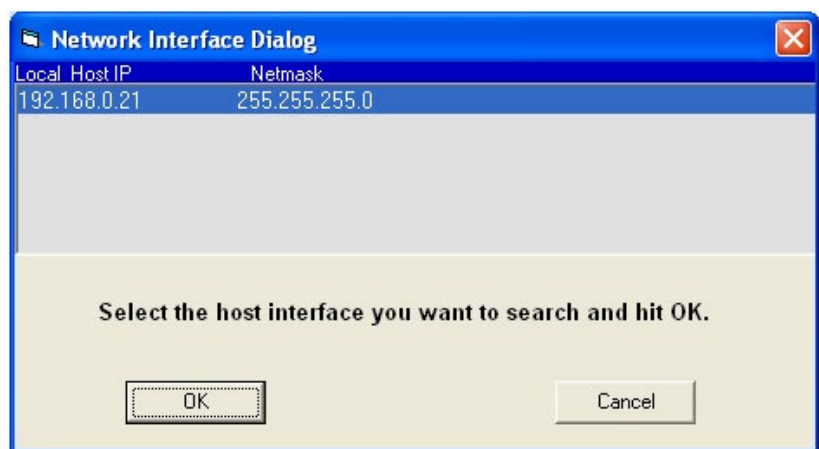 Network Interface Dialog
Local Host IP Netmask
192.168.0.21 255.255.255.0
Select the host interface you want to search and hit OK.
OK Cancel